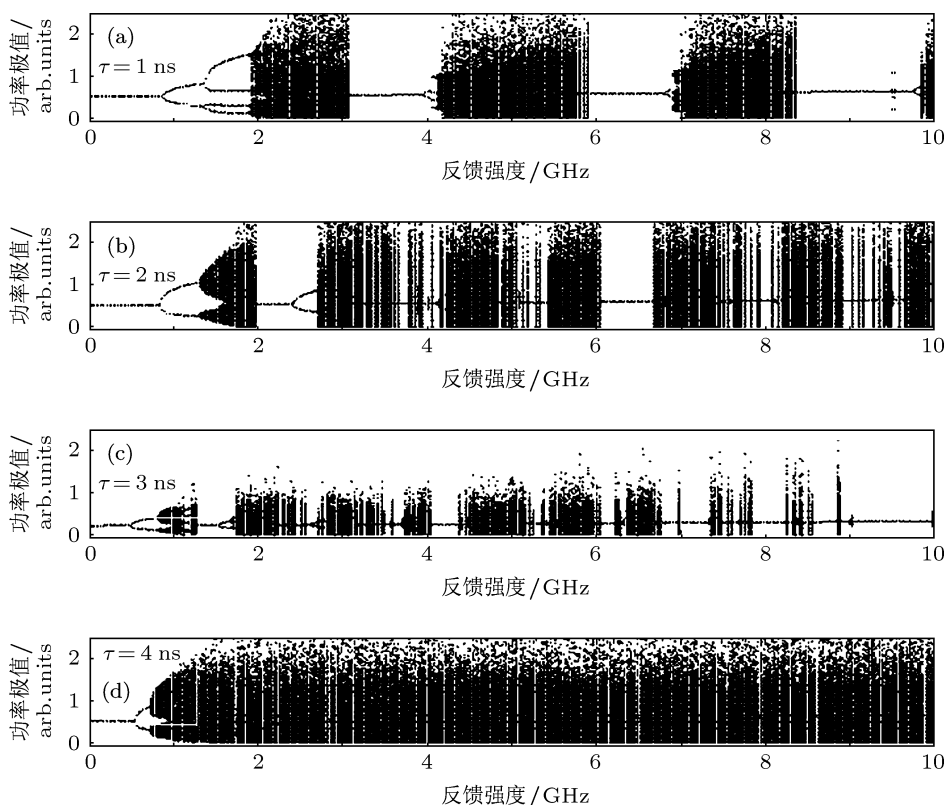 (a)
τ = 1 ns
功率极值/
arb.units
2
1
0
0 2 4 6 8 10
反馈强度/GHz
(b)
τ = 2 ns
功率极值/
arb.units
2
1
0
0 2 4 6 8 10
反馈强度/GHz
(c)
τ = 3 ns
功率极值/
arb.units
2
1
0
0 2 4 6 8 10
反馈强度/GHz
τ = 4 ns
(d)
功率极值/
arb.units
2
1
0
0 2 4 6 8 10
反馈强度/GHz